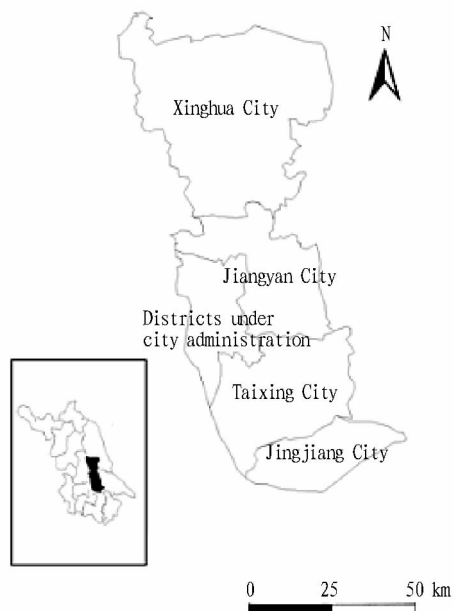 N
Xinghua City
Jiangyan City
Districts under
city administration
Taixing City
Jingjiang City
0 25 50 km